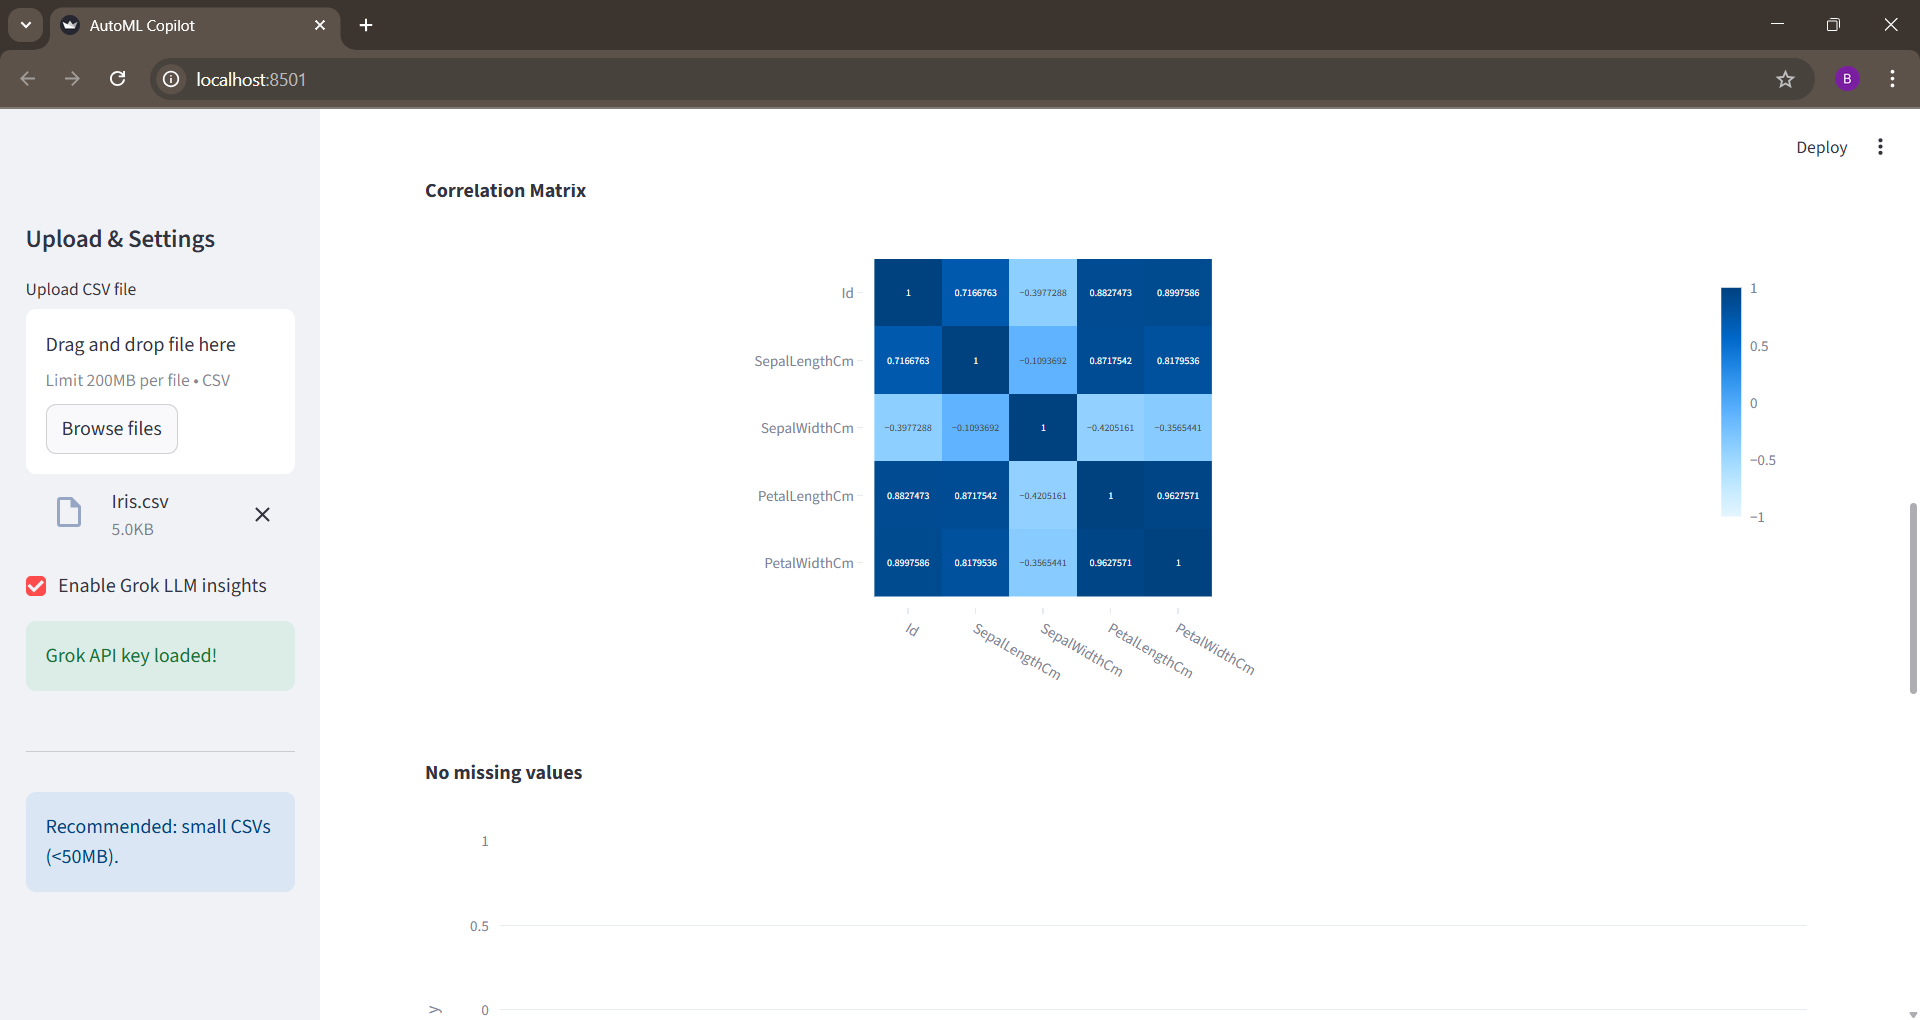 AutoML Copilot
localhost:8501
Deploy
Upload & Settings
Upload CSV file
Drag and drop file here
Limit 200MB per file • CSV
Browse files
Iris.csv
5.0KB
Enable Grok LLM insights
Grok API key loaded!
Recommended: small CSVs
(<50MB).
Correlation Matrix
Id 1 0.7166763 −0.3977288 0.8827473 0.8997586
SepalLengthCm 0.7166763 1 −0.1093692 0.8717542 0.8179536
SepalWidthCm −0.3977288 −0.1093692 1 −0.4205161 −0.3565441
PetalLengthCm 0.8827473 0.8717542 −0.4205161 1 0.9627571
PetalWidthCm 0.8997586 0.8179536 −0.3565441 0.9627571 1
Id SepalLengthCm SepalWidthCm PetalLengthCm PetalWidthCm
1
0.5
0
−0.5
−1
No missing values
1
0.5
0
y
B